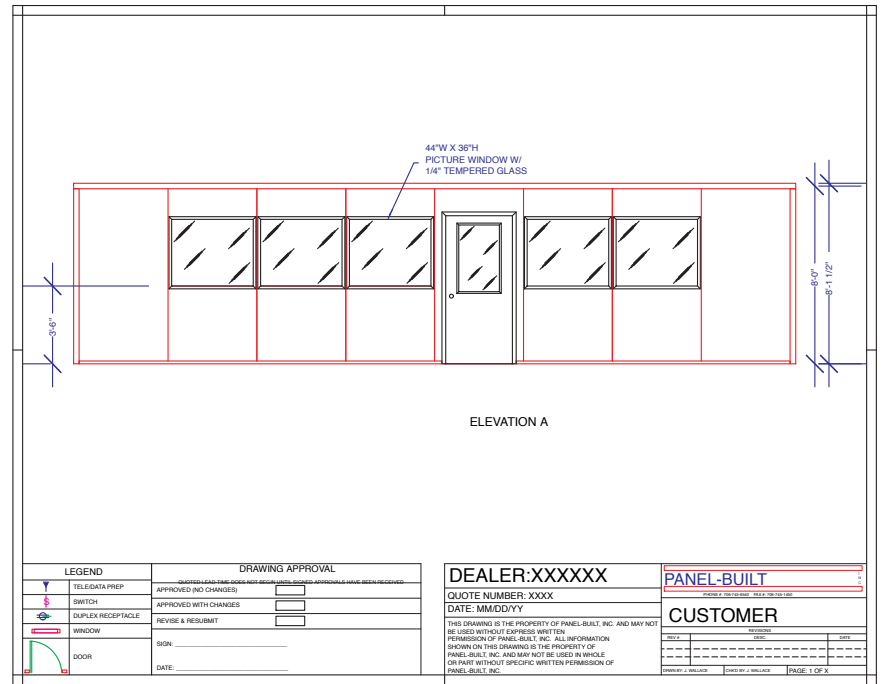 44"W X 36"H
PICTURE WINDOW W/
1/4" TEMPERED GLASS
3'-6"
8'-0"
8'-1 1/2"
ELEVATION A
LEGEND
TELE/DATA PREP
SWITCH
DUPLEX RECEPTACLE
WINDOW
DOOR
DRAWING APPROVAL
QUOTED LEAD-TIME DOES NOT BEGIN UNTIL SIGNED APPROVALS HAVE BEEN RECEIVED
APPROVED (NO CHANGES)
APPROVED WITH CHANGES
REVISE & RESUBMIT
SIGN:
DATE:
DEALER:XXXXXX
QUOTE NUMBER: XXXX
DATE: MM/DD/YY
THIS DRAWING IS THE PROPERTY OF PANEL-BUILT, INC. AND MAY NOT
BE USED WITHOUT EXPRESS WRITTEN
PERMISSION OF PANEL-BUILT, INC. ALL INFORMATION
SHOWN ON THIS DRAWING IS THE PROPERTY OF
PANEL-BUILT, INC. AND MAY NOT BE USED IN WHOLE
OR PART WITHOUT SPECIFIC WRITTEN PERMISSION OF
PANEL-BUILT, INC.
PANEL-BUILT
INC
CUSTOMER
REVISIONS
REV # DESC. DATE
DRWN BY: J. WALLACE CHK'D BY: J. WALLACE PAGE: 1 OF X